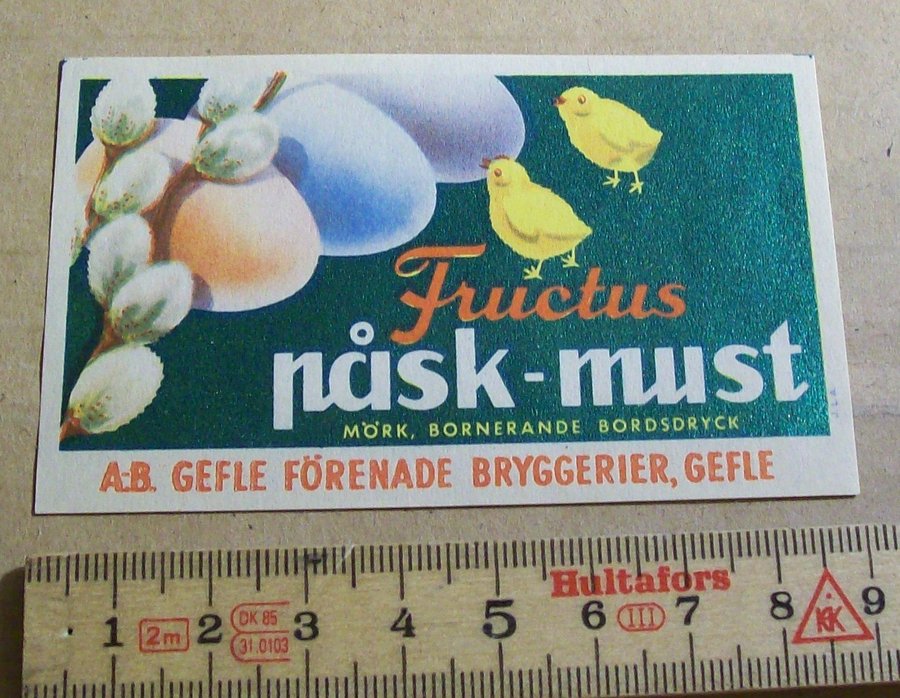 Fructus
påsk-must
MÖRK, BORNERANDE BORDSDRYCK
A-B. GEFLE FÖRENADE BRYGGERIER, GEFLE
Hultafors
1 2m 2 DK 85 3 4 5 6 III 7 8 9
31.0103